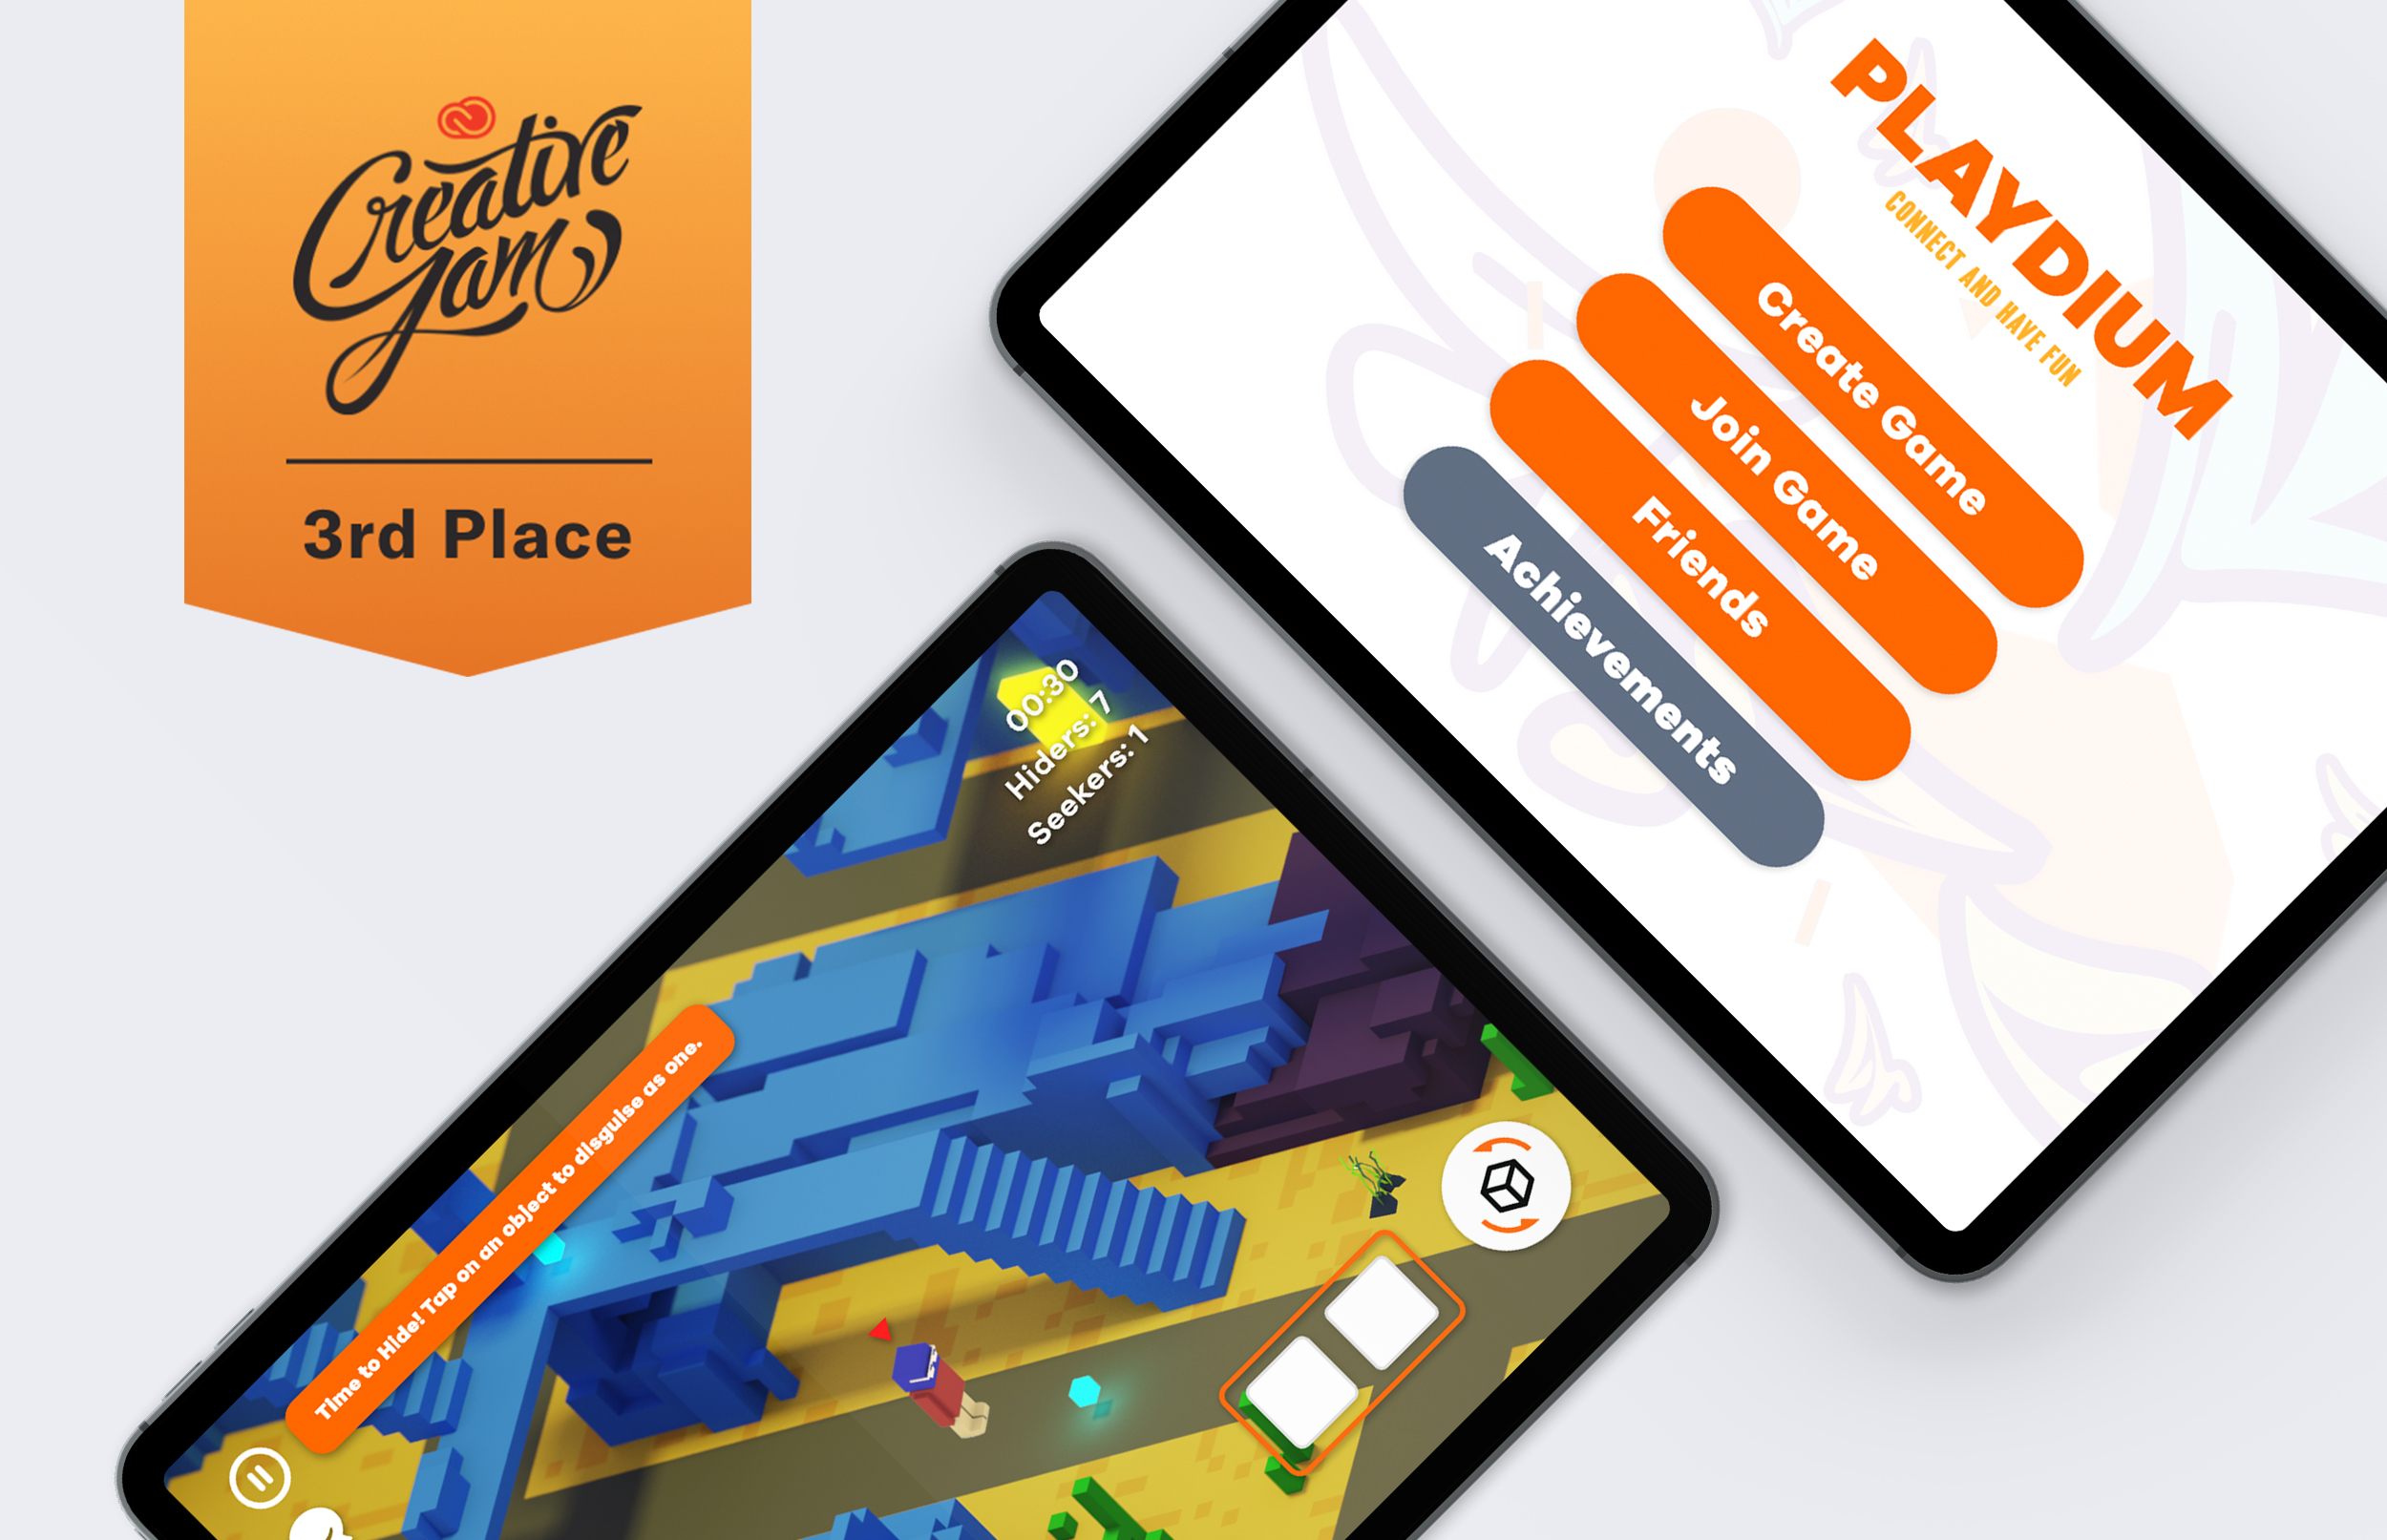 Creative
Jam
3rd Place
PLAYDIUM
CONNECT AND HAVE FUN
Create Game
Join Game
Friends
Achievements
00:30
Hiders: 7
Seekers: 1
Time to Hide! Tap on an object to disguise as one.